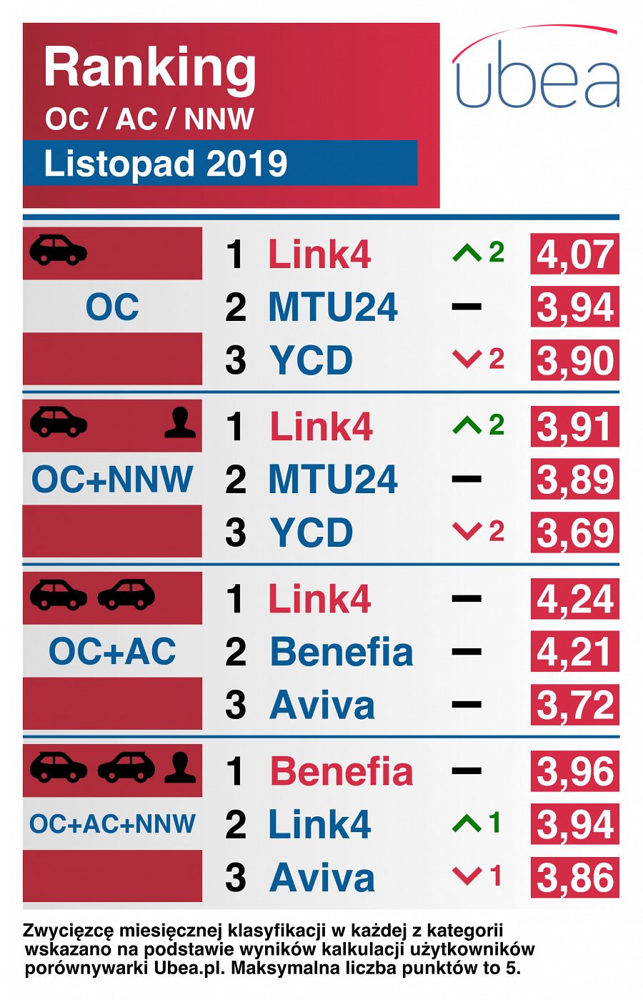 Ranking
OC / AC / NNW
Listopad 2019
ubea
OC
1 Link4 2 4,07
2 MTU24 3,94
3 YCD 2 3,90
OC+NNW
1 Link4 2 3,91
2 MTU24 3,89
3 YCD 2 3,69
OC+AC
1 Link4 4,24
2 Benefia 4,21
3 Aviva 3,72
OC+AC+NNW
1 Benefia 3,96
2 Link4 1 3,94
3 Aviva 1 3,86
Zwycięzcę miesięcznej klasyfikacji w każdej z kategorii
wskazano na podstawie wyników kalkulacji użytkowników
porównywarki Ubea.pl. Maksymalna liczba punktów to 5.